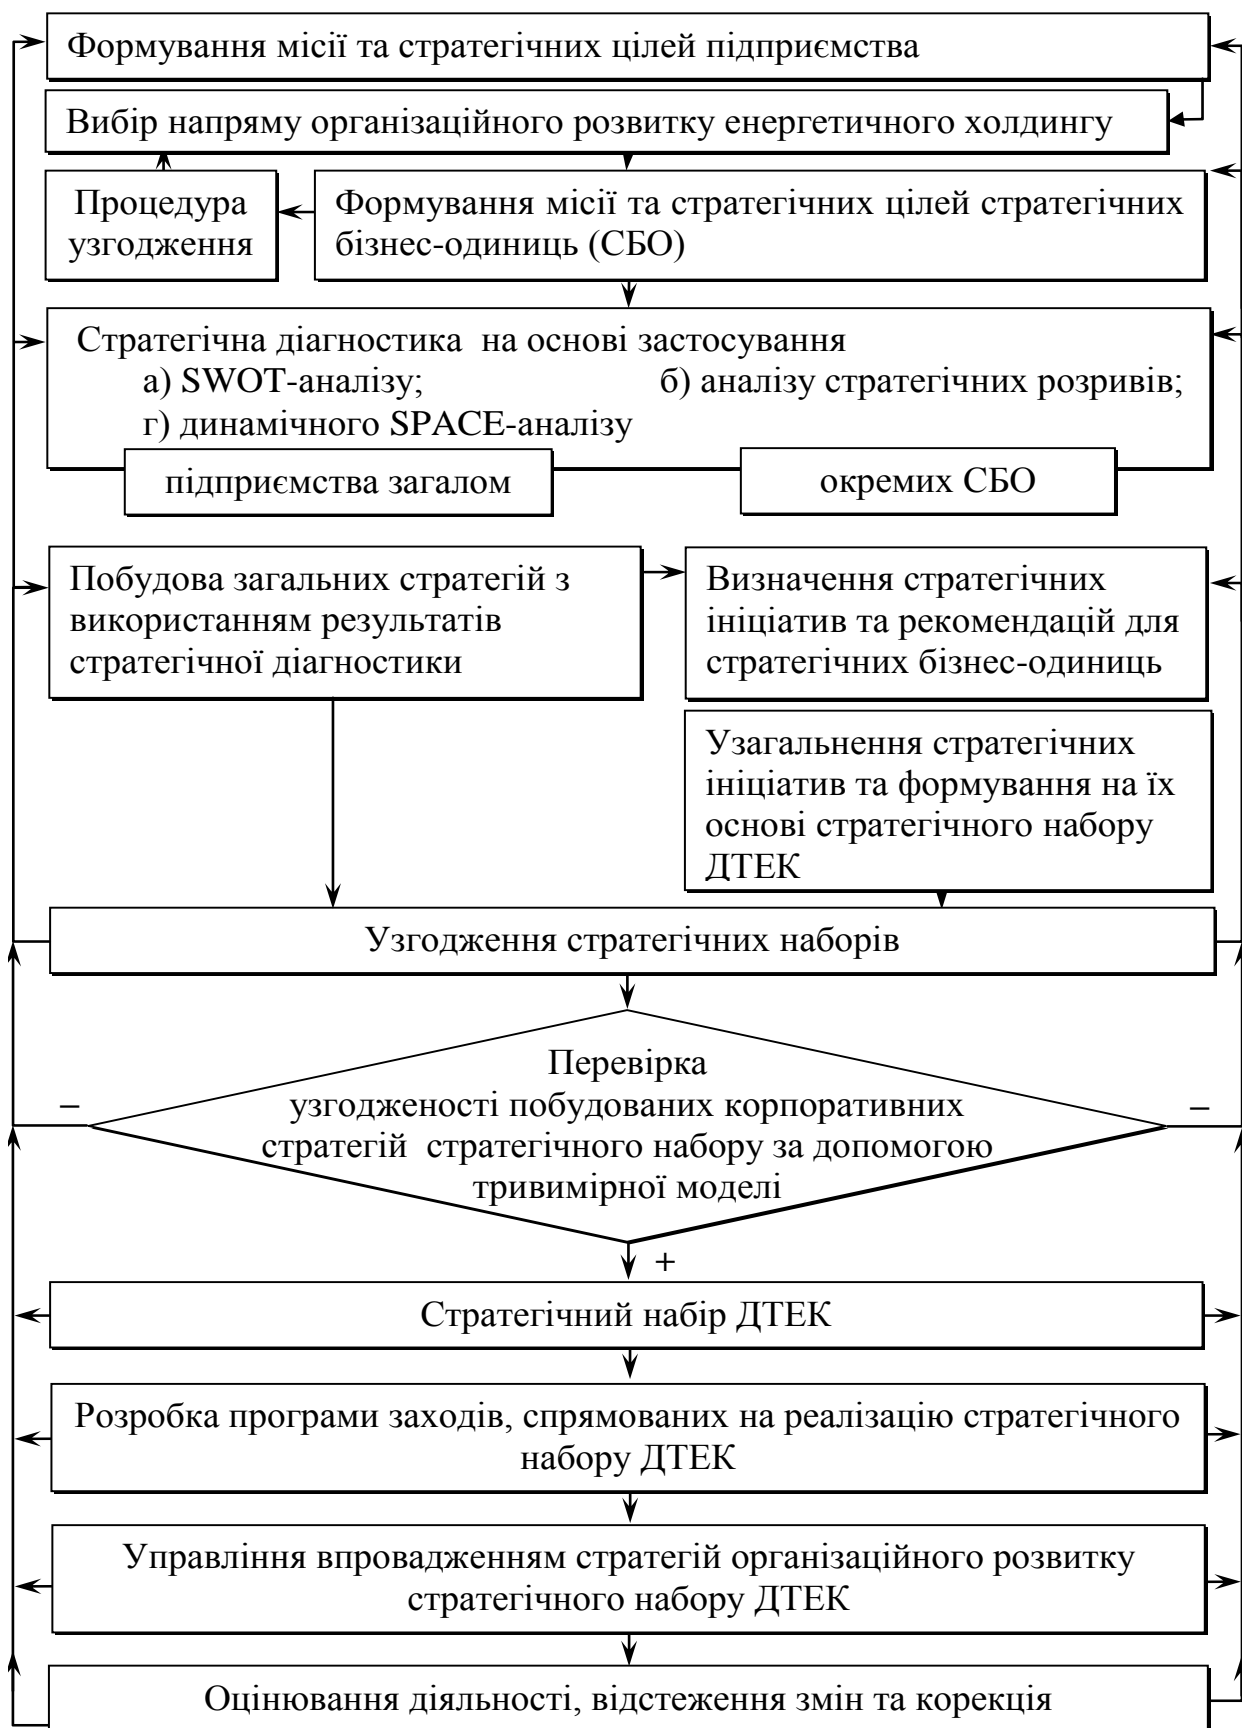 Формування місії та стратегічних цілей підприємства
Вибір напряму організаційного розвитку енергетичного холдингу
Процедура
узгодження
Формування місії та стратегічних цілей стратегічних
бізнес-одиниць (СБО)
Стратегічна діагностика на основі застосування
а) SWOT-аналізу; б) аналізу стратегічних розривів;
г) динамічного SPACE-аналізу
підприємства загалом
окремих СБО
Побудова загальних стратегій з
використанням результатів
стратегічної діагностики
Визначення стратегічних
ініціатив та рекомендацій для
стратегічних бізнес-одиниць
Узагальнення стратегічних
ініціатив та формування на їх
основі стратегічного набору
ДТЕК
Узгодження стратегічних наборів
Перевірка
узгодженості побудованих корпоративних
стратегій стратегічного набору за допомогою
тривимірної моделі
–
–
+
Стратегічний набір ДТЕК
Розробка програми заходів, спрямованих на реалізацію стратегічного
набору ДТЕК
Управління впровадженням стратегій організаційного розвитку
стратегічного набору ДТЕК
Оцінювання діяльності, відстеження змін та корекція